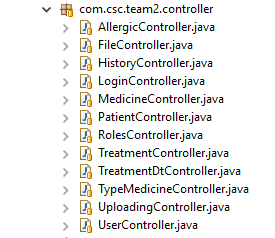 com.csc.team2.controller
AllergicController.java
FileController.java
HistoryController.java
LoginController.java
MedicineController.java
PatientController.java
RolesController.java
TreatmentController.java
TreatmentDtController.java
TypeMedicineController.java
UploadingController.java
UserController.java